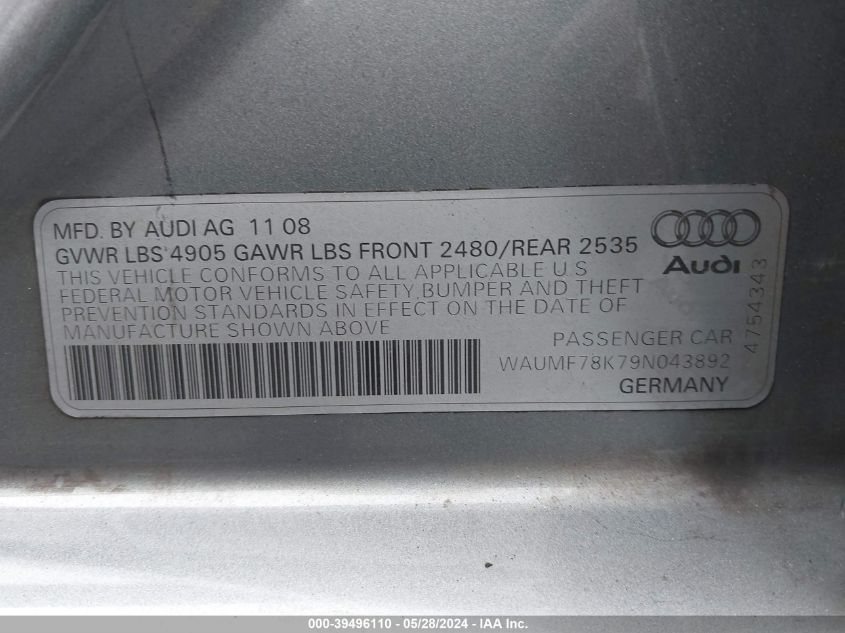 MFD. BY AUDI AG 11 08
GVWR LBS 4905 GAWR LBS FRONT 2480/REAR 2535
THIS VEHICLE CONFORMS TO ALL APPLICABLE U.S
FEDERAL MOTOR VEHICLE SAFETY, BUMPER AND THEFT
PREVENTION STANDARDS IN EFFECT ON THE DATE OF
MANUFACTURE SHOWN ABOVE
Audi
4754343
PASSENGER CAR
WAUMF78K79N043892
GERMANY
000-39496110 - 05/28/2024 - IAA Inc.